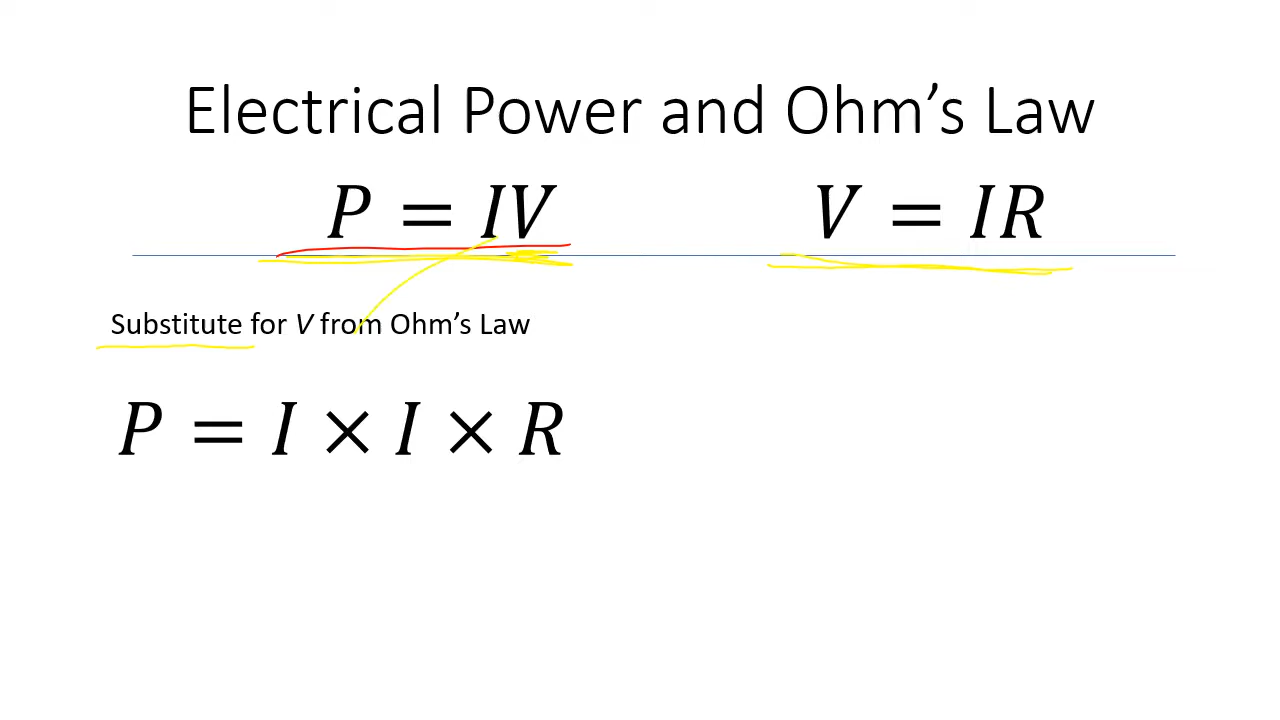 Electrical Power and Ohm’s Law
P = IV
V = IR
Substitute for V from Ohm’s Law
P = I × I × R